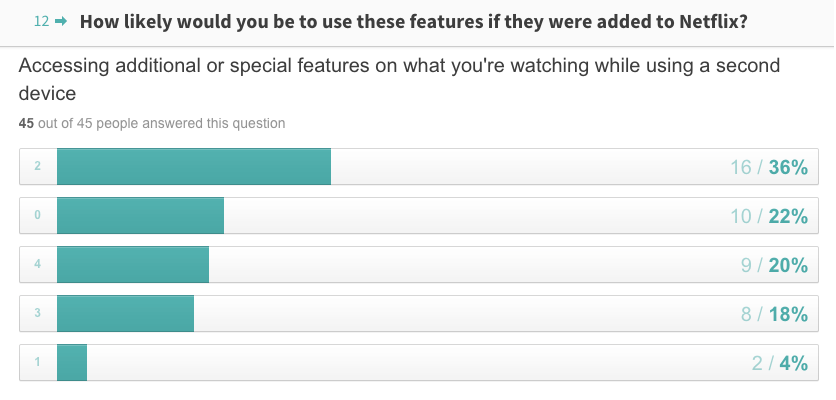 12 → How likely would you be to use these features if they were added to Netflix?
Accessing additional or special features on what you're watching while using a second
device
45 out of 45 people answered this question
2 16 / 36%
0 10 / 22%
4 9 / 20%
3 8 / 18%
1 2 / 4%